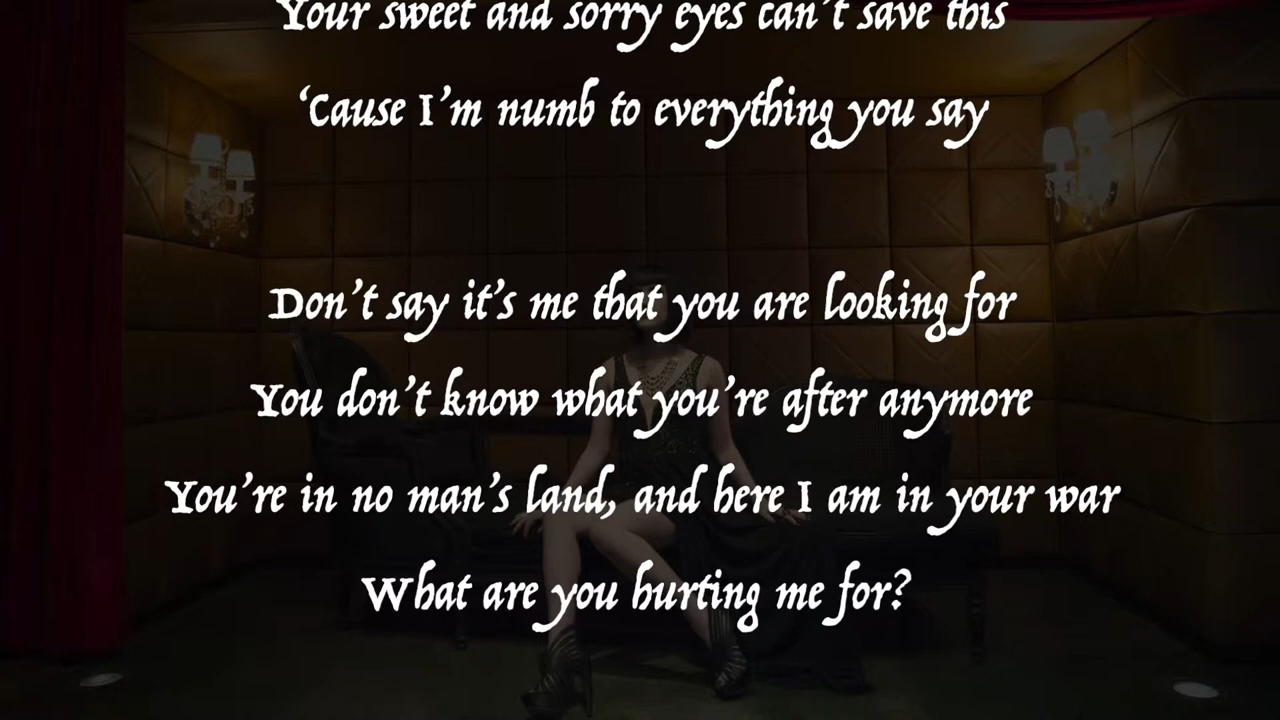 Your sweet and sorry eyes can't save this
‘Cause I’m numb to everything you say
Don’t say it’s me that you are looking for
You don’t know what you’re after anymore
You’re in no man’s land, and here I am in your war
What are you hurting me for?